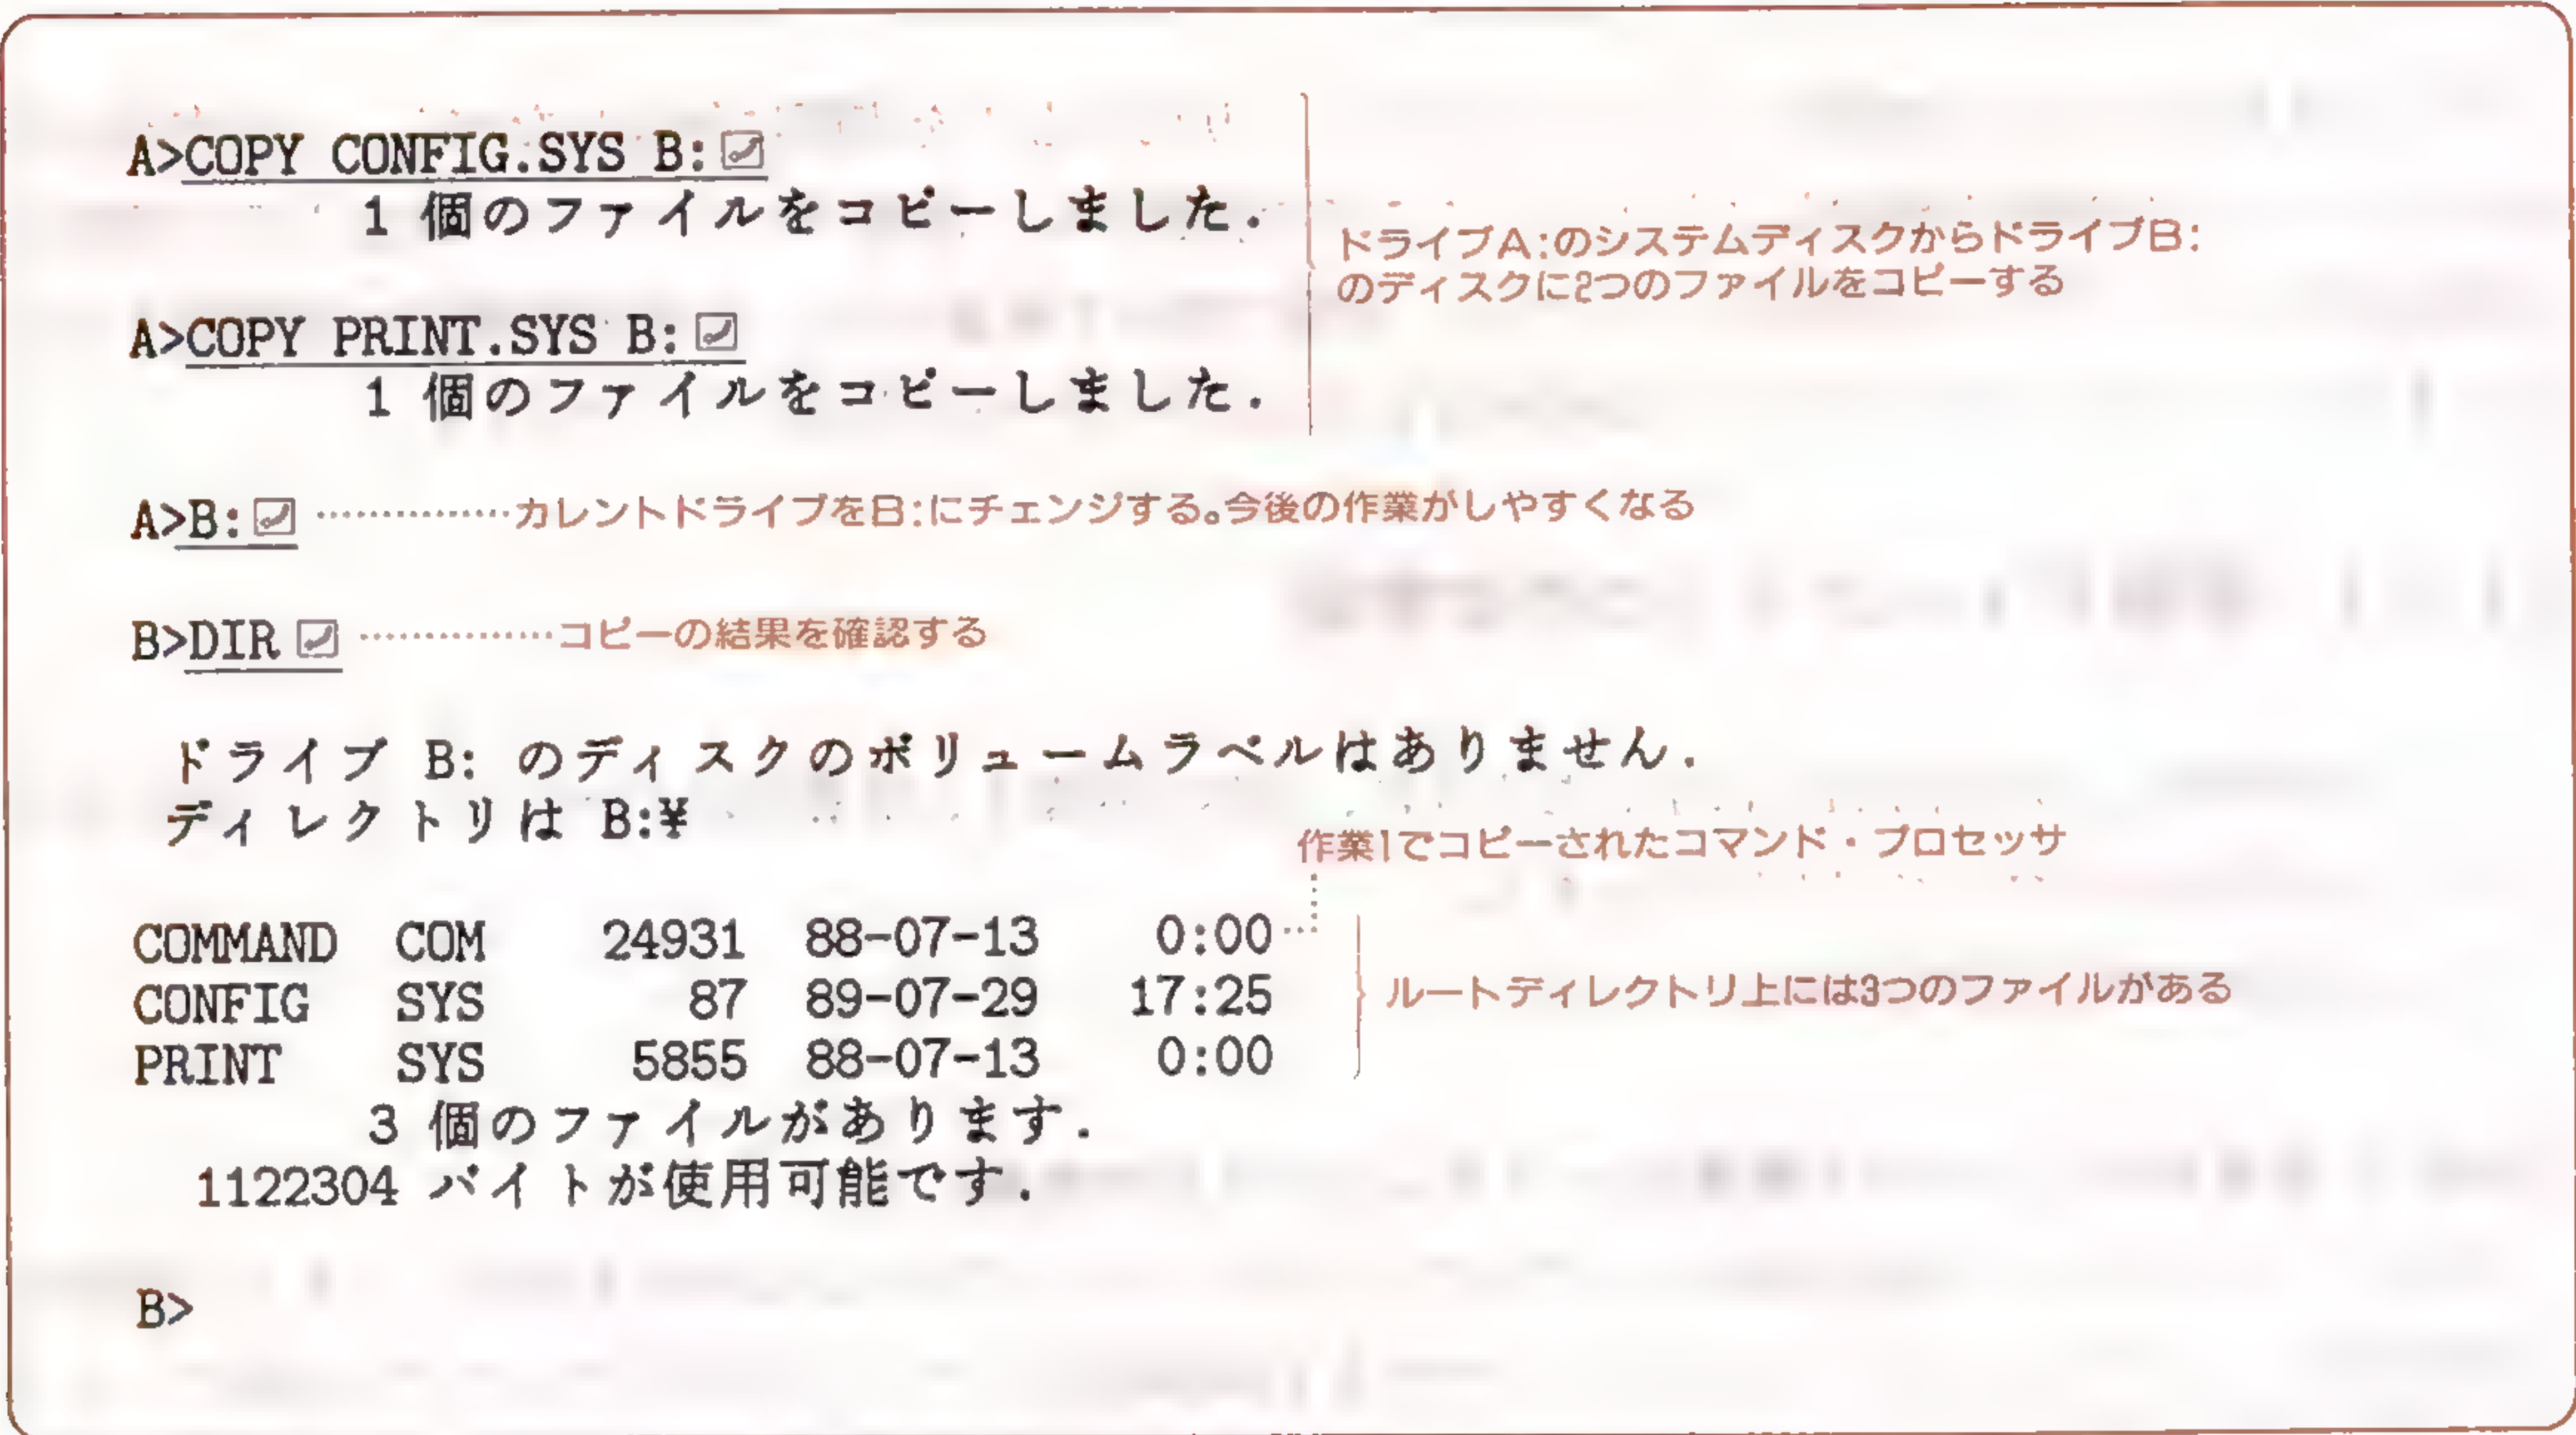 A>COPY CONFIG.SYS B:
1 個のファイルをコピーしました.
ドライブA:のシステムディスクからドライブB:
のディスクに2つのファイルをコピーする
A>COPY PRINT.SYS B:
1 個のファイルをコピーしました.
A>B: ··············カレントドライブをB:にチェンジする。今後の作業がしやすくなる
B>DIR ··············コピーの結果を確認する
ドライブ B: のディスクのボリュームラベルはありません.
ディレクトリは B:¥
作業1でコピーされたコマンド・プロセッサ
COMMAND COM 24931 88-07-13 0:00
CONFIG SYS 87 89-07-29 17:25
ルートディレクトリ上には3つのファイルがある
PRINT SYS 5855 88-07-13 0:00
3 個のファイルがあります.
1122304 バイトが使用可能です.
B>